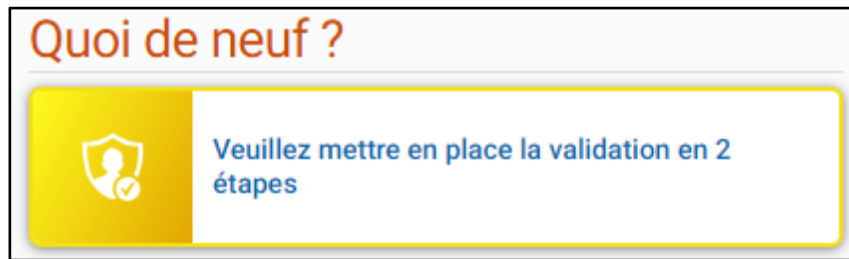 Quoi de neuf ?
Veuillez mettre en place la validation en 2
étapes